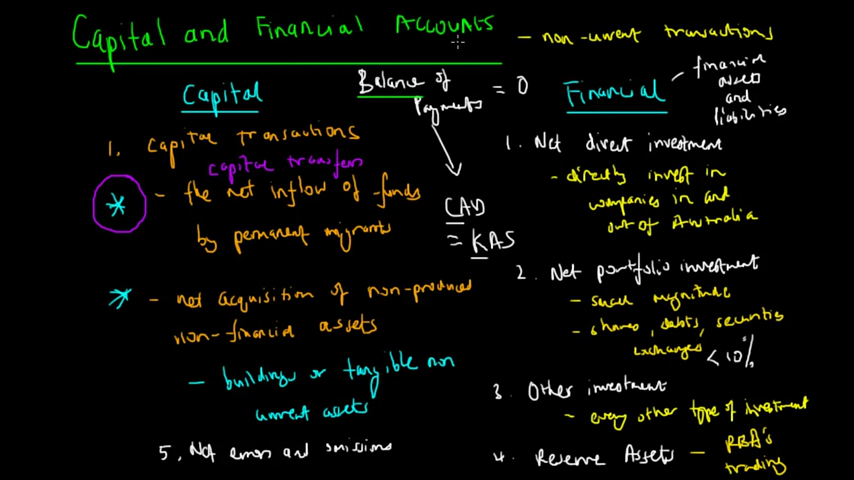 Capital and Financial Accounts
- non-current transactions
Capital
1. Capital transactions
capital transfers
* - the net inflow of funds
by permanent migrants
* - net acquisition of non-produced
non-financial assets
- buildings or tangible non
current assets
5. Net errors and omissions
Balance of
Payments = 0
CAD
= KAS
Financial - financial
assets
and
liabilities
1. Net direct investment
- directly invest in
companies in and
out of Australia
2. Net portfolio investment
- small magnitude
- shares, debts, securities
exchanges < 10%
3. Other investment
- every other type of investment
4. Reserve Assets - RBA's
trading